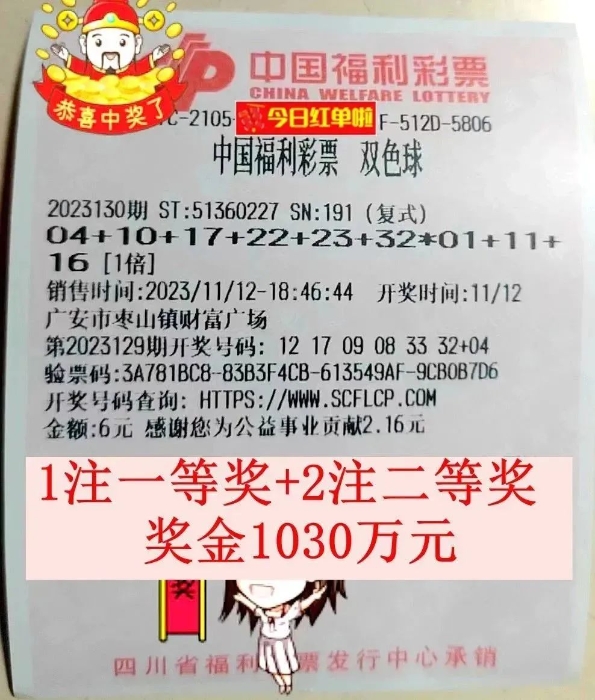 中国福利彩票
CHINA WELFARE LOTTERY
恭喜中奖了
C-2105-
今日红单啦
F-512D-5806
中国福利彩票 双色球
2023130期 ST:51360227 SN:191 (复式)
04+10+17+22+23+32*01+11+
16 [1倍]
销售时间:2023/11/12-18:46:44 开奖时间:11/12
广安市枣山镇财富广场
第2023129期开奖号码: 12 17 09 08 33 32+04
验票码:3A781BC8-83B3F4CB-613549AF-9CB0B7D6
开奖号码查询: HTTPS://WWW.SCFLCP.COM
金额:6元 感谢您为公益事业贡献2.16元
1注一等奖+2注二等奖
奖金1030万元
奖
四川省福利 票发行中心承销